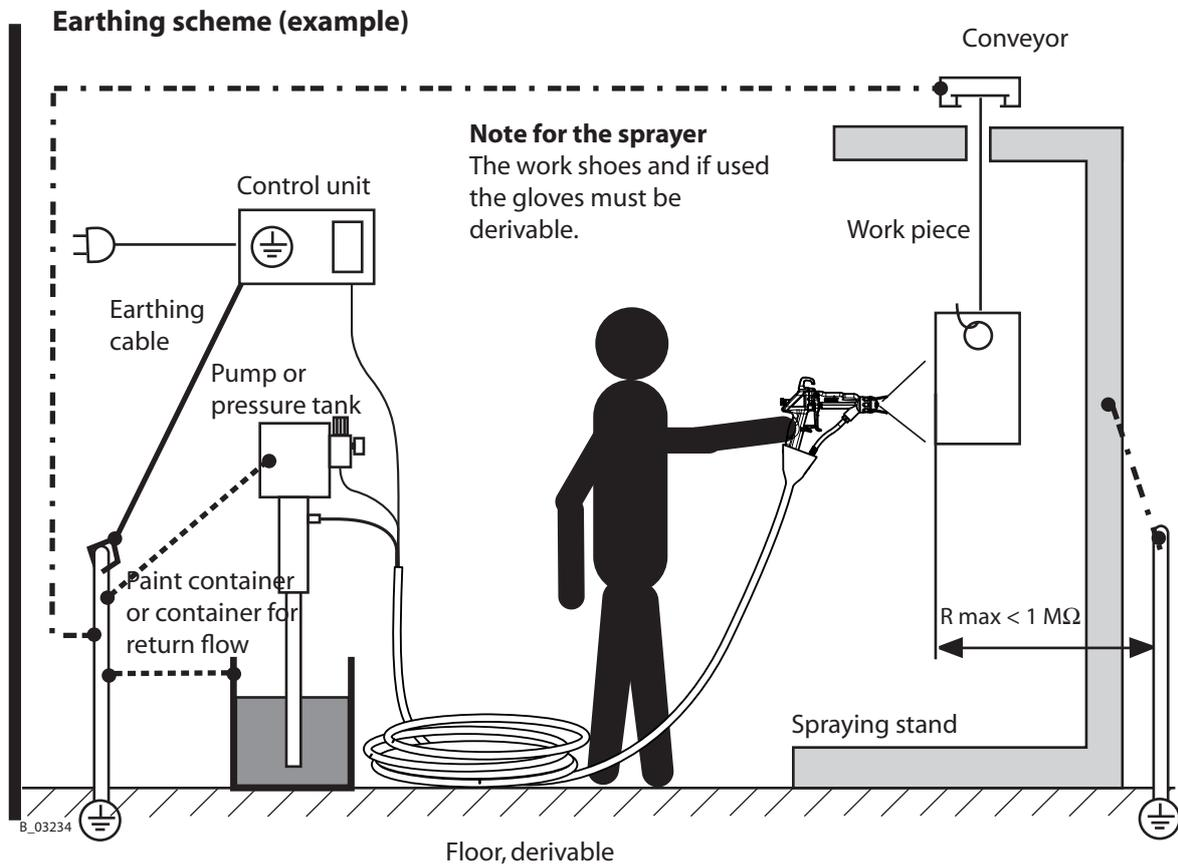 Earthing scheme (example)
Conveyor
Note for the sprayer
The work shoes and if used
the gloves must be
derivable.
Control unit
Work piece
Earthing
cable
Pump or
pressure tank
Paint container
or container for
return flow
R max < 1 MΩ
Spraying stand
B_03234
Floor, derivable